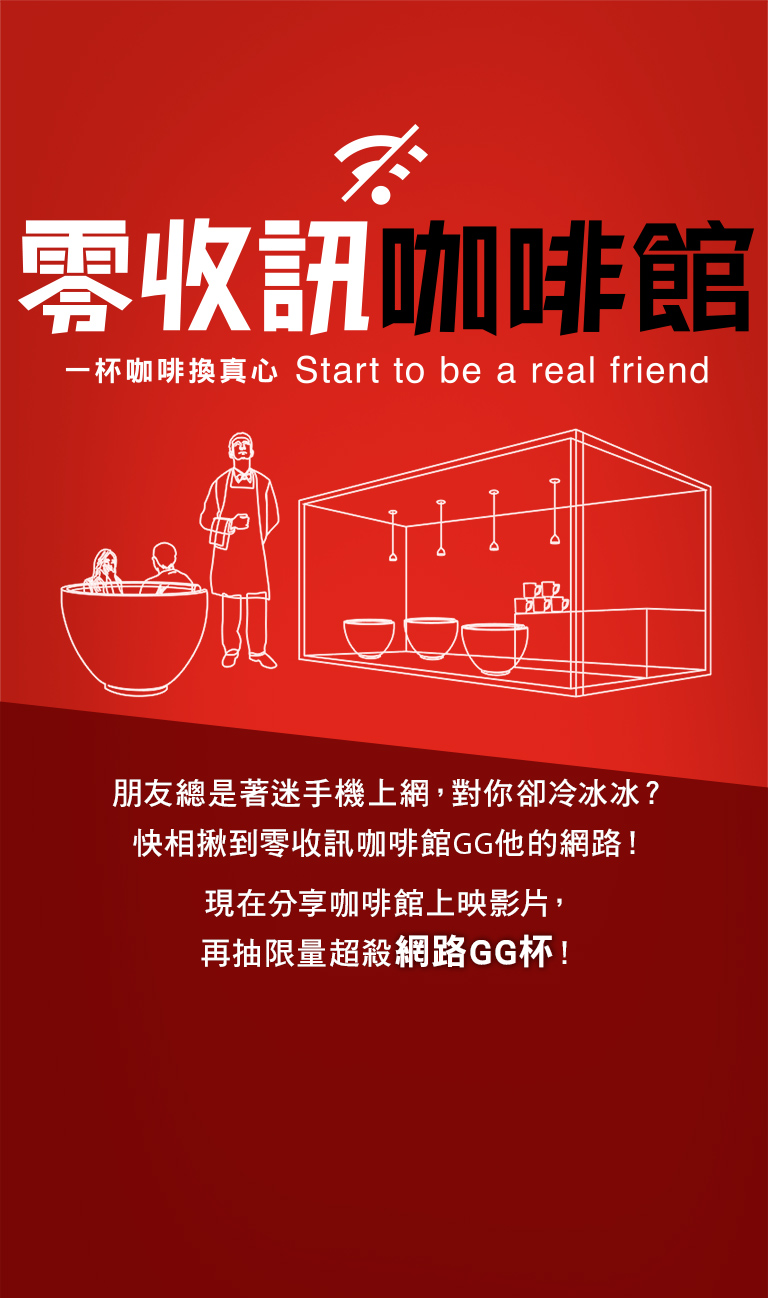 零收訊咖啡館
一杯咖啡換真心 Start to be a real friend
朋友總是著迷手機上網，對你卻冷冰冰？
快相揪到零收訊咖啡館GG他的網路！
現在分享咖啡館上映影片，
再抽限量超殺網路GG杯！